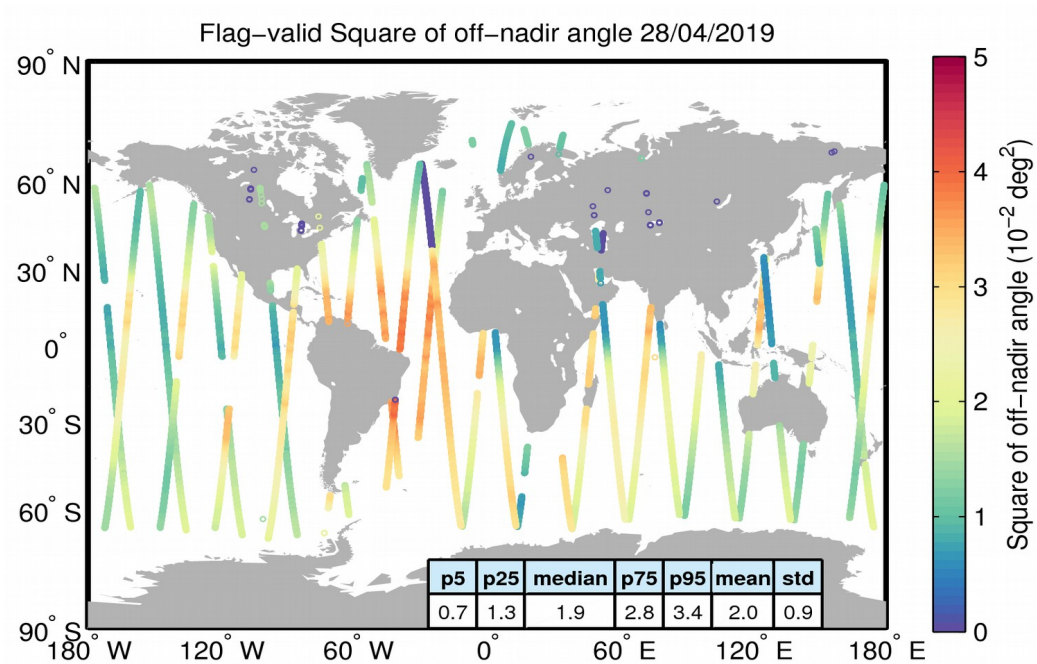 Flag−valid Square of off−nadir angle 28/04/2019
90° N
60° N
30° N
0°
30° S
60° S
90° S
180° W
120° W
60° W
0°
60° E
120° E
180° E
p5 p25 median p75 p95 mean std
0.7 1.3 1.9 2.8 3.4 2.0 0.9
5
4
3
2
1
0
Square of off−nadir angle (10⁻² deg²)